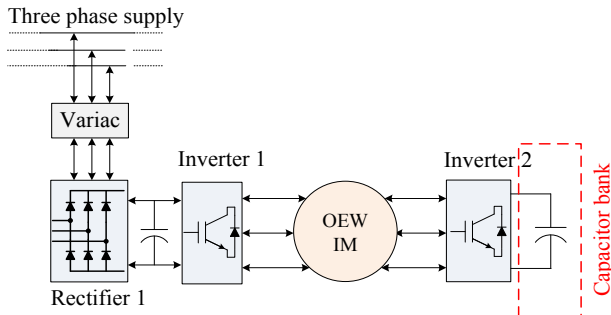 Three phase supply
Variac
Inverter 1
Inverter 2
OEW
IM
Rectifier 1
Capacitor bank